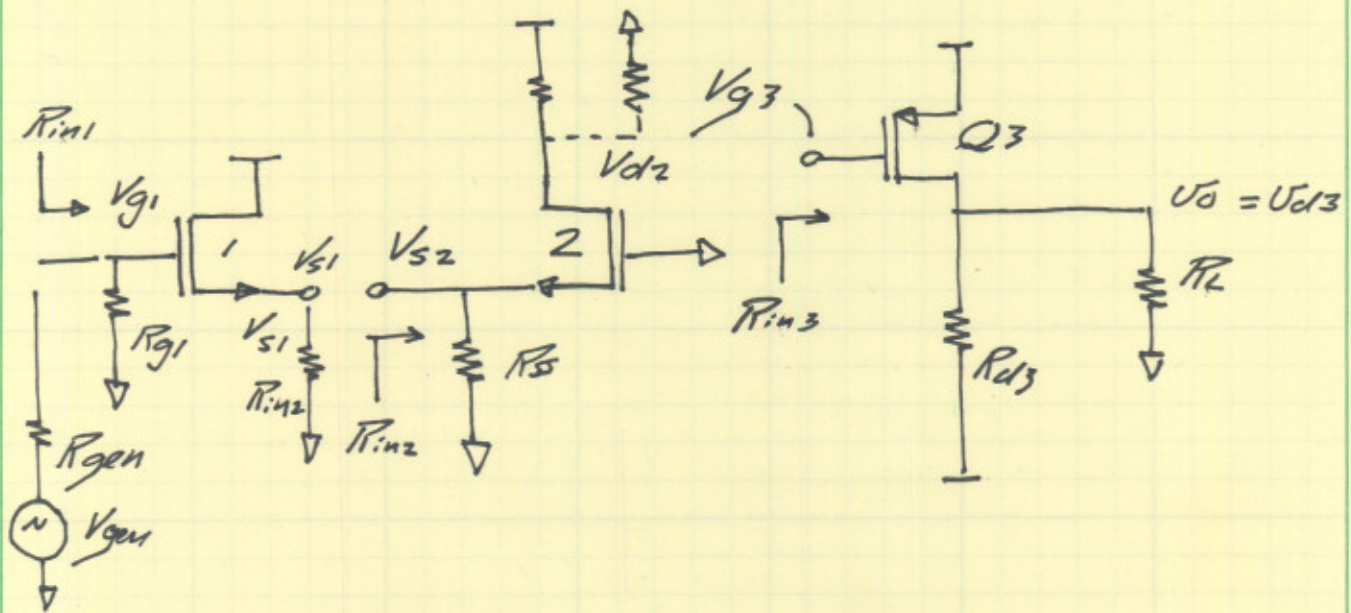 Rin1
Vg1
1
Vs1
Vs1
Rg1
Rin2
Rgen
Vgen
Vs2
Rin2
RSS
2
Vd2
Vg3
Rin3
Q3
Vo = Vd3
RL
Rd3